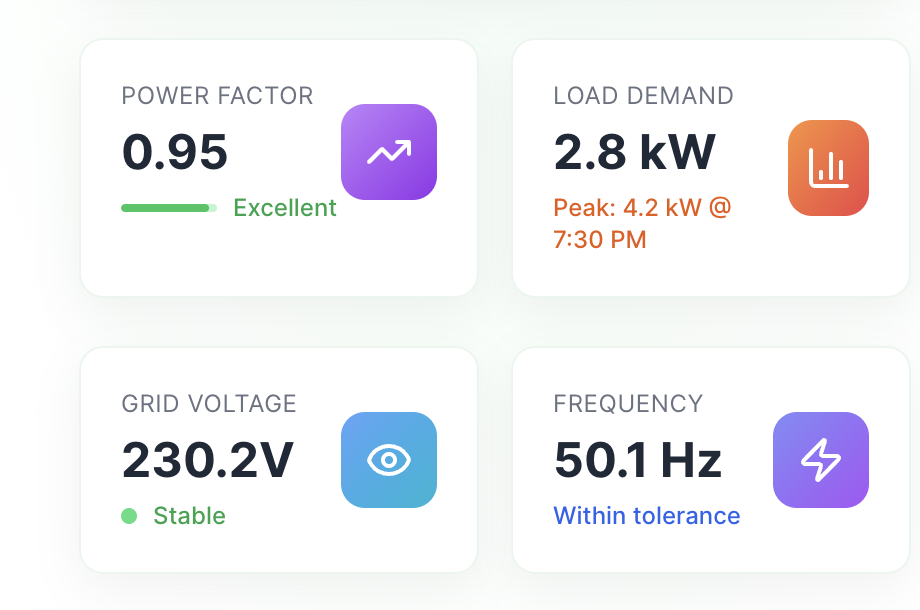 POWER FACTOR
0.95
Excellent
LOAD DEMAND
2.8 kW
Peak: 4.2 kW @
7:30 PM
GRID VOLTAGE
230.2V
Stable
FREQUENCY
50.1 Hz
Within tolerance